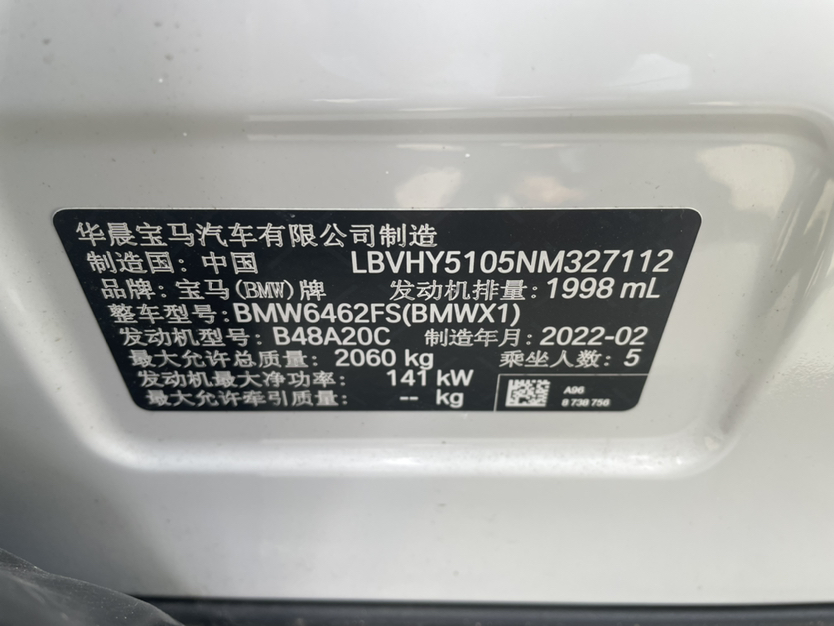 华晨宝马汽车有限公司制造
制造国：中国 LBVHY5105NM327112
品牌：宝马(BMW)牌 发动机排量：1998 mL
整车型号：BMW6462FS(BMWX1)
发动机型号：B48A20C 制造年月：2022-02
最大允许总质量：2060 kg 乘坐人数：5
发动机最大净功率： 141 kW
最大允许牵引质量： -- kg
A96
8 738 756